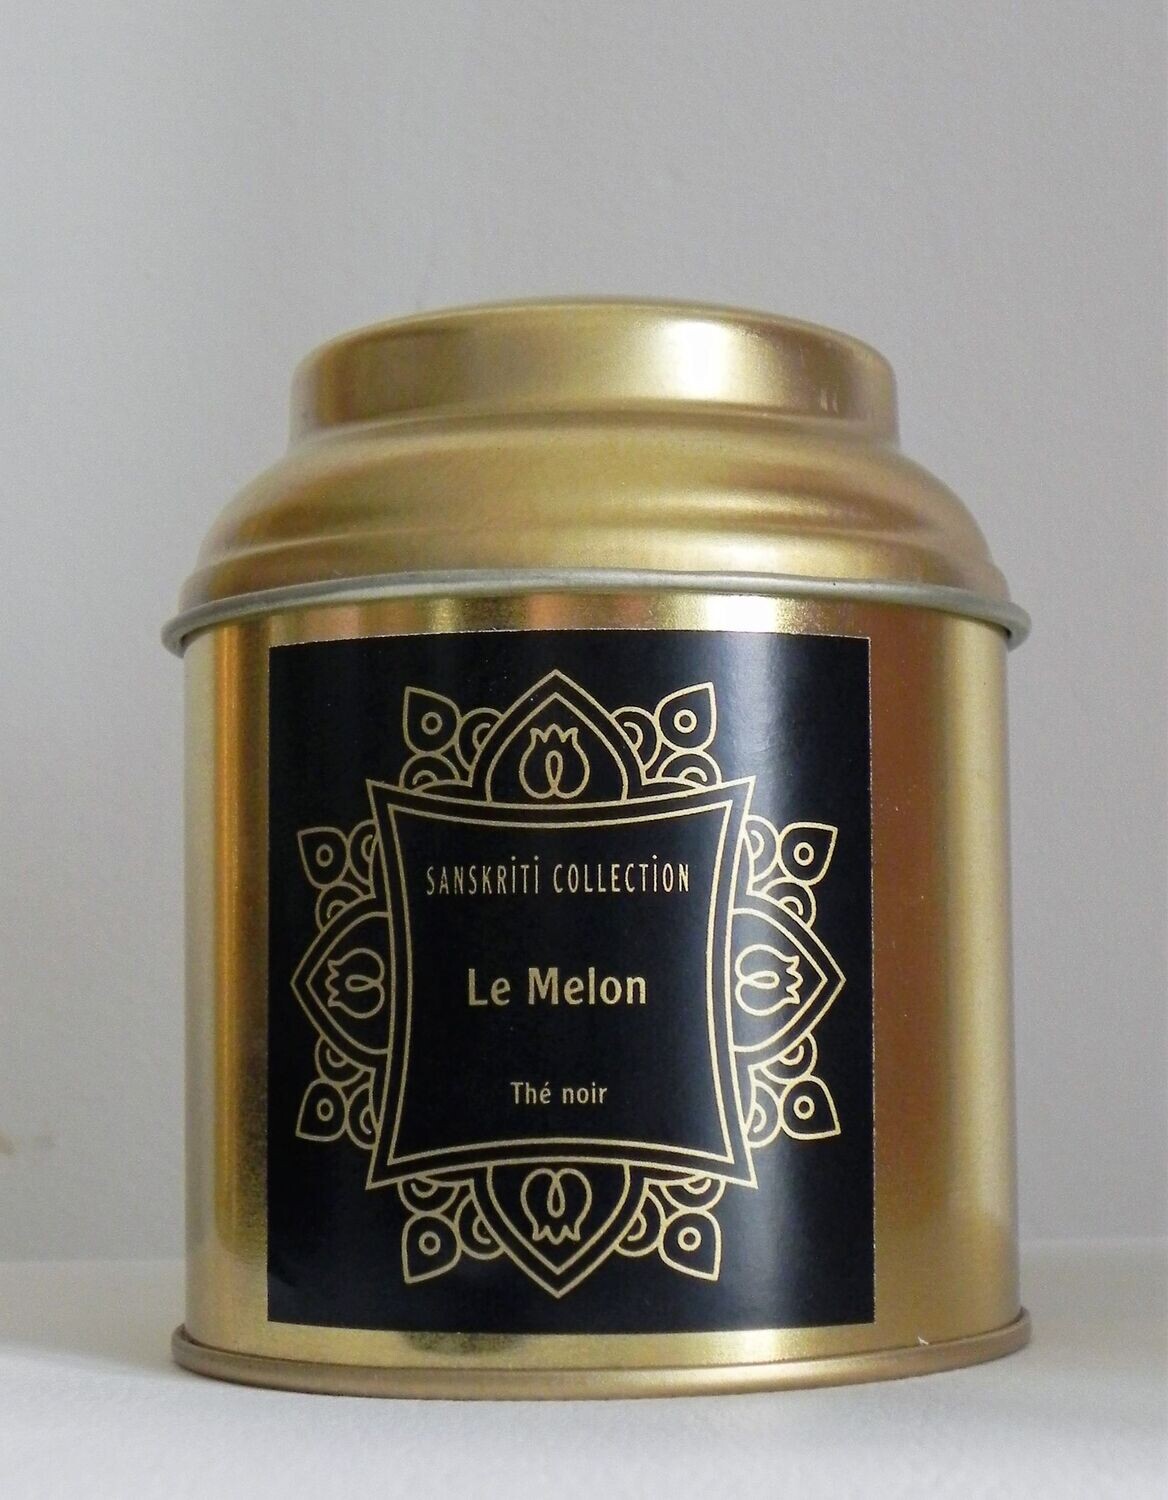 SANSKRiTi COLLECTiON
Le Melon
Thé noir